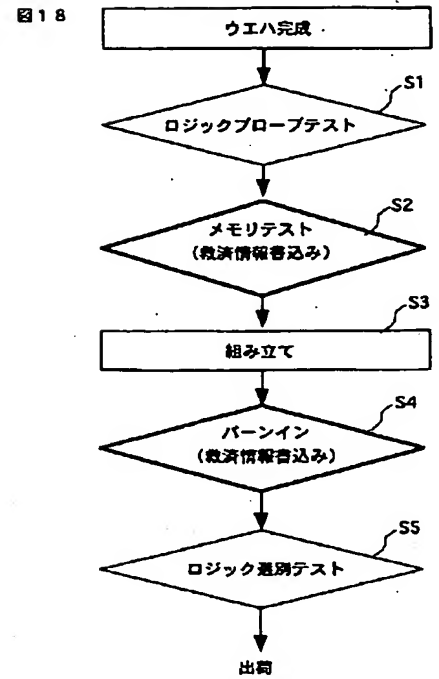 図18
ウエハ完成
S1
ロジックプローブテスト
S2
メモリテスト
(救済情報書込み)
S3
組み立て
S4
バーンイン
(救済情報書込み)
S5
ロジック選別テスト
出荷